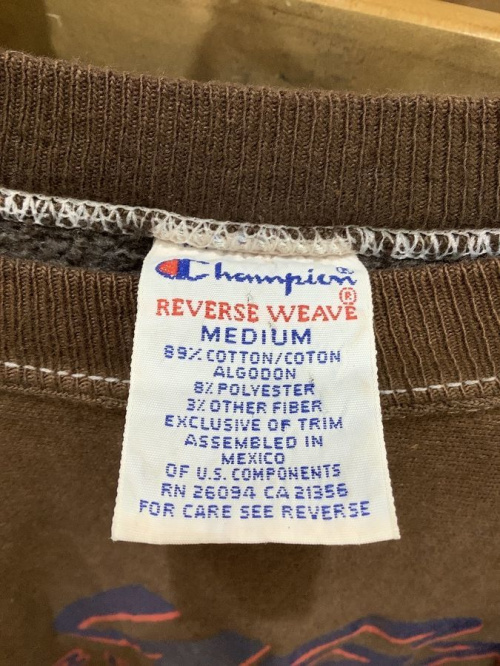 Champion®
REVERSE WEAVE®
MEDIUM
89% COTTON/COTON
ALGODON
8% POLYESTER
3% OTHER FIBER
EXCLUSIVE OF TRIM
ASSEMBLED IN
MEXICO
OF U.S. COMPONENTS
RN 26094 CA 21356
FOR CARE SEE REVERSE